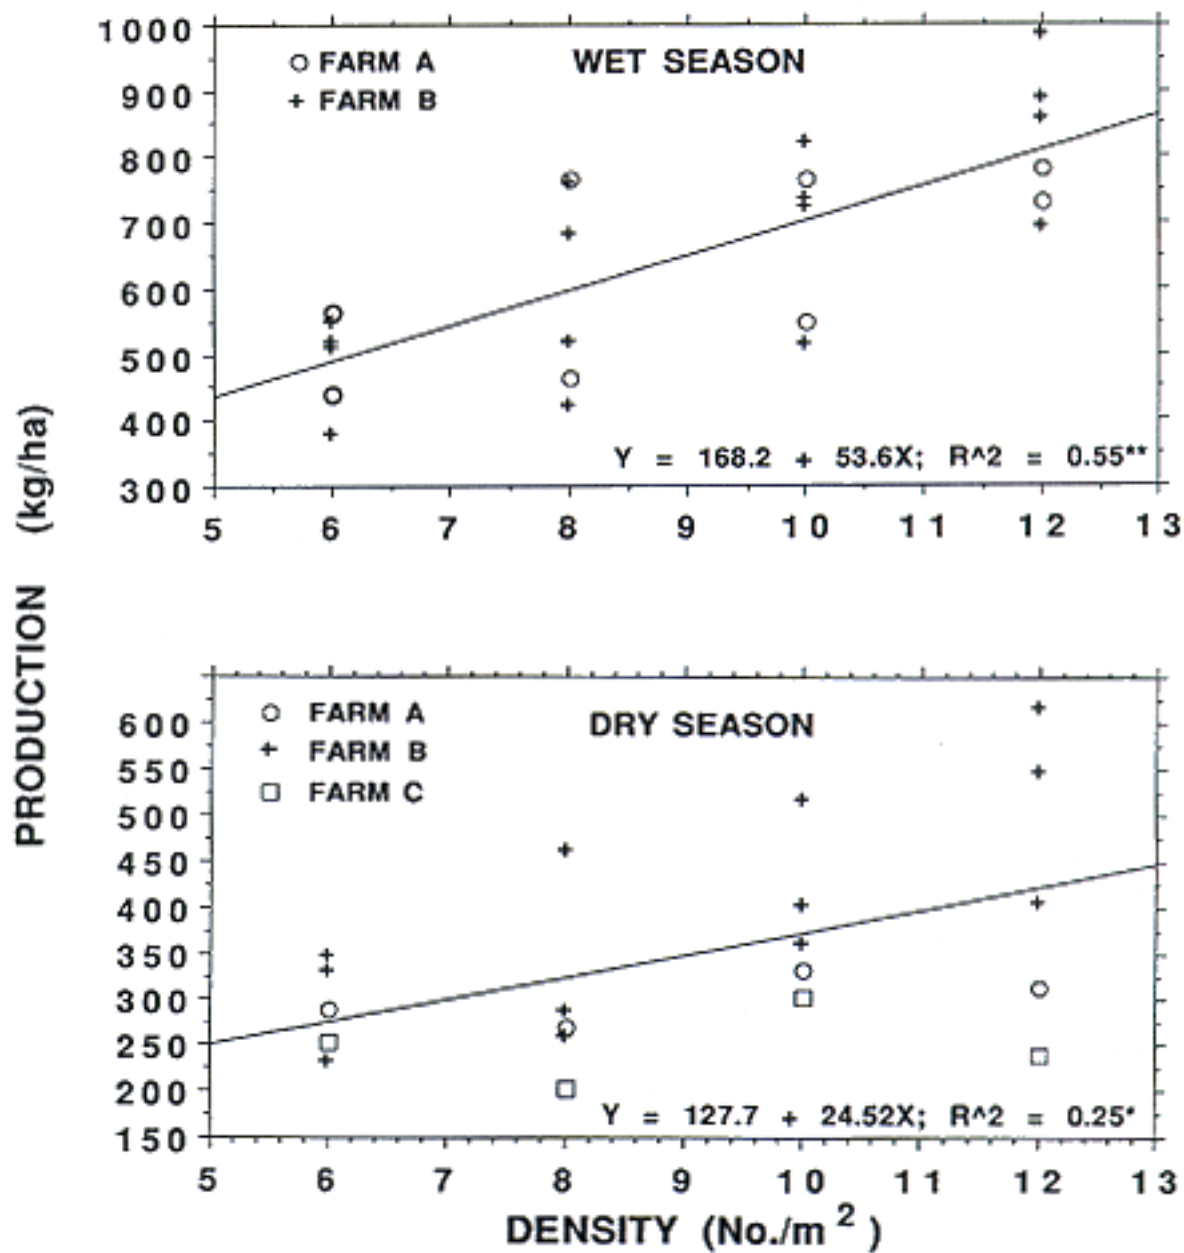 PRODUCTION (kg/ha)
1000
900
800
700
600
500
400
300
FARM A
FARM B
WET SEASON
Y = 168.2 + 53.6X; R^2 = 0.55**
5 6 7 8 9 10 11 12 13
600
550
500
450
400
350
300
250
200
150
FARM A
FARM B
FARM C
DRY SEASON
Y = 127.7 + 24.52X; R^2 = 0.25*
5 6 7 8 9 10 11 12 13
DENSITY (No./m²)